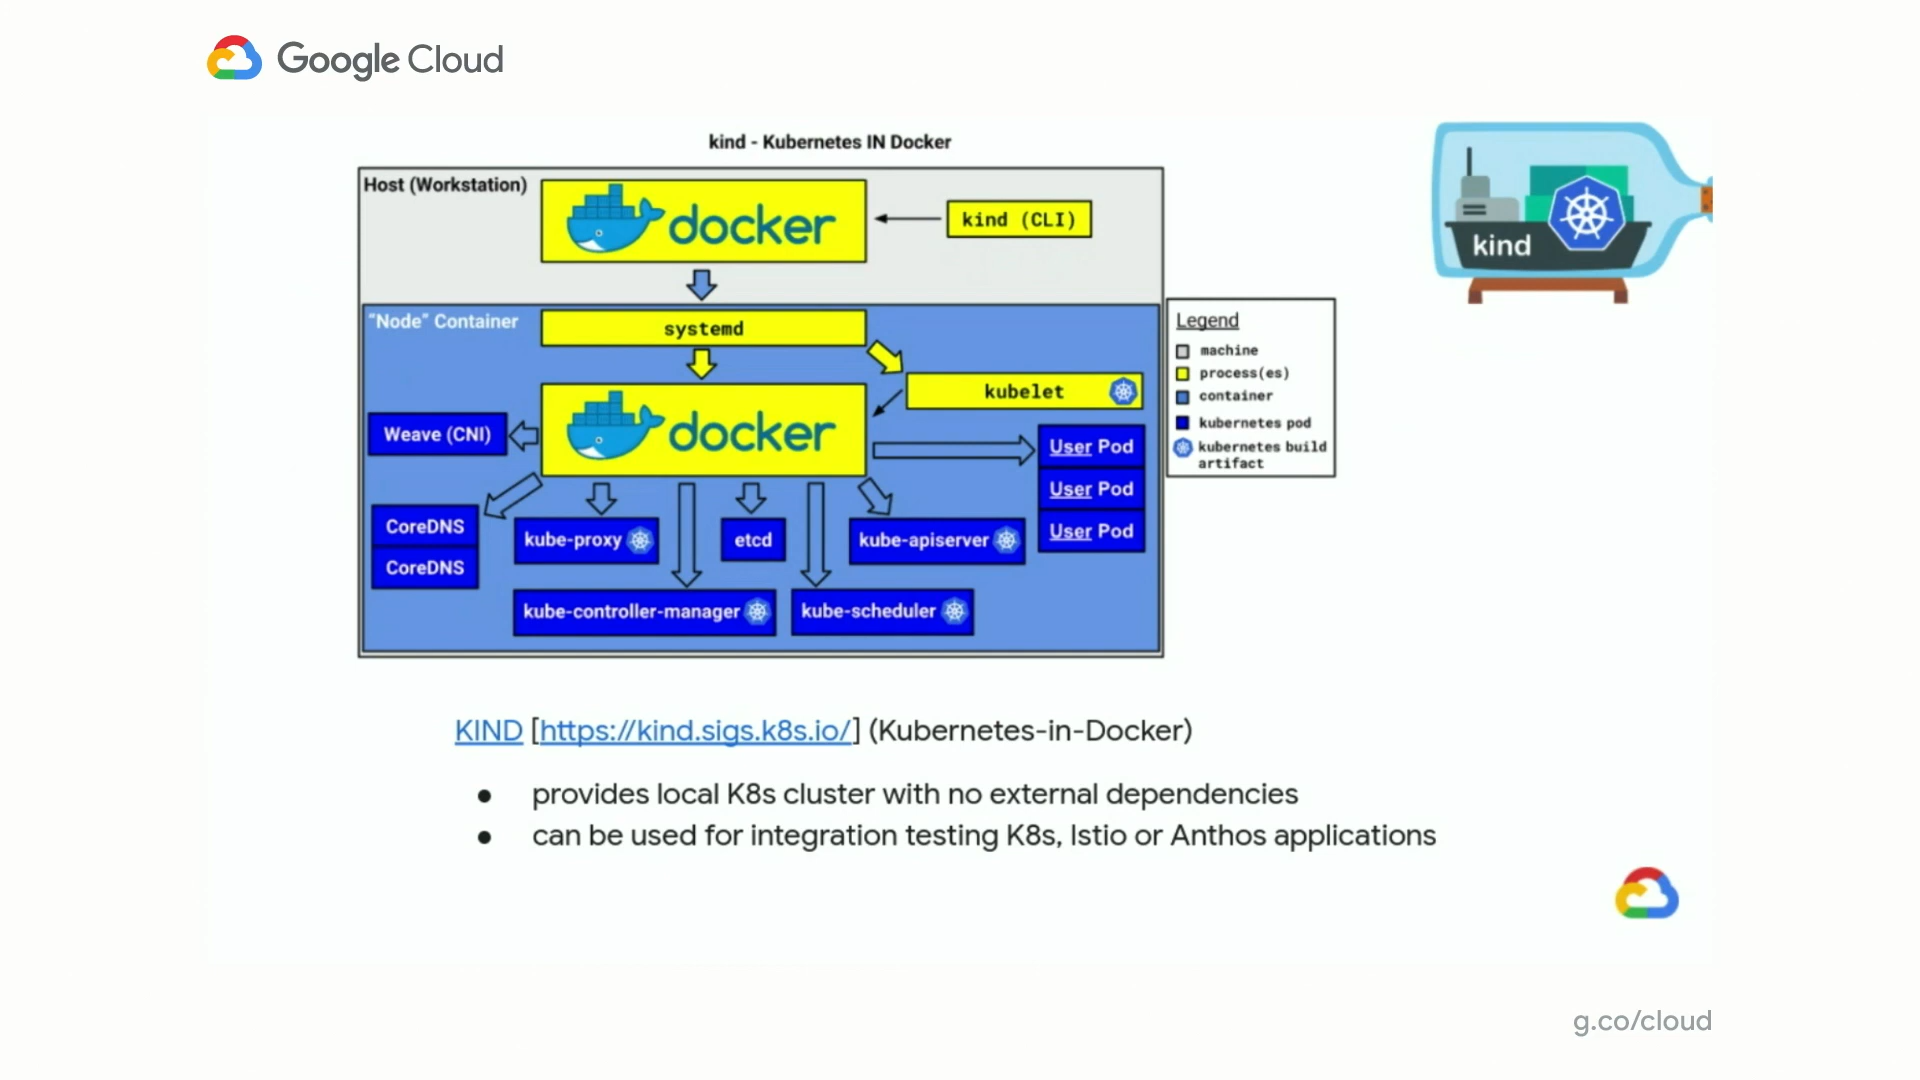 Google Cloud
kind - Kubernetes IN Docker
Host (Workstation)
docker
kind (CLI)
kind
"Node" Container
systemd
Legend
machine
process(es)
container
kubernetes pod
kubernetes build
artifact
kubelet
docker
Weave (CNI)
User Pod
User Pod
User Pod
CoreDNS
CoreDNS
kube-proxy
etcd
kube-apiserver
kube-controller-manager
kube-scheduler
KIND [https://kind.sigs.k8s.io/] (Kubernetes-in-Docker)
● provides local K8s cluster with no external dependencies
● can be used for integration testing K8s, Istio or Anthos applications
g.co/cloud